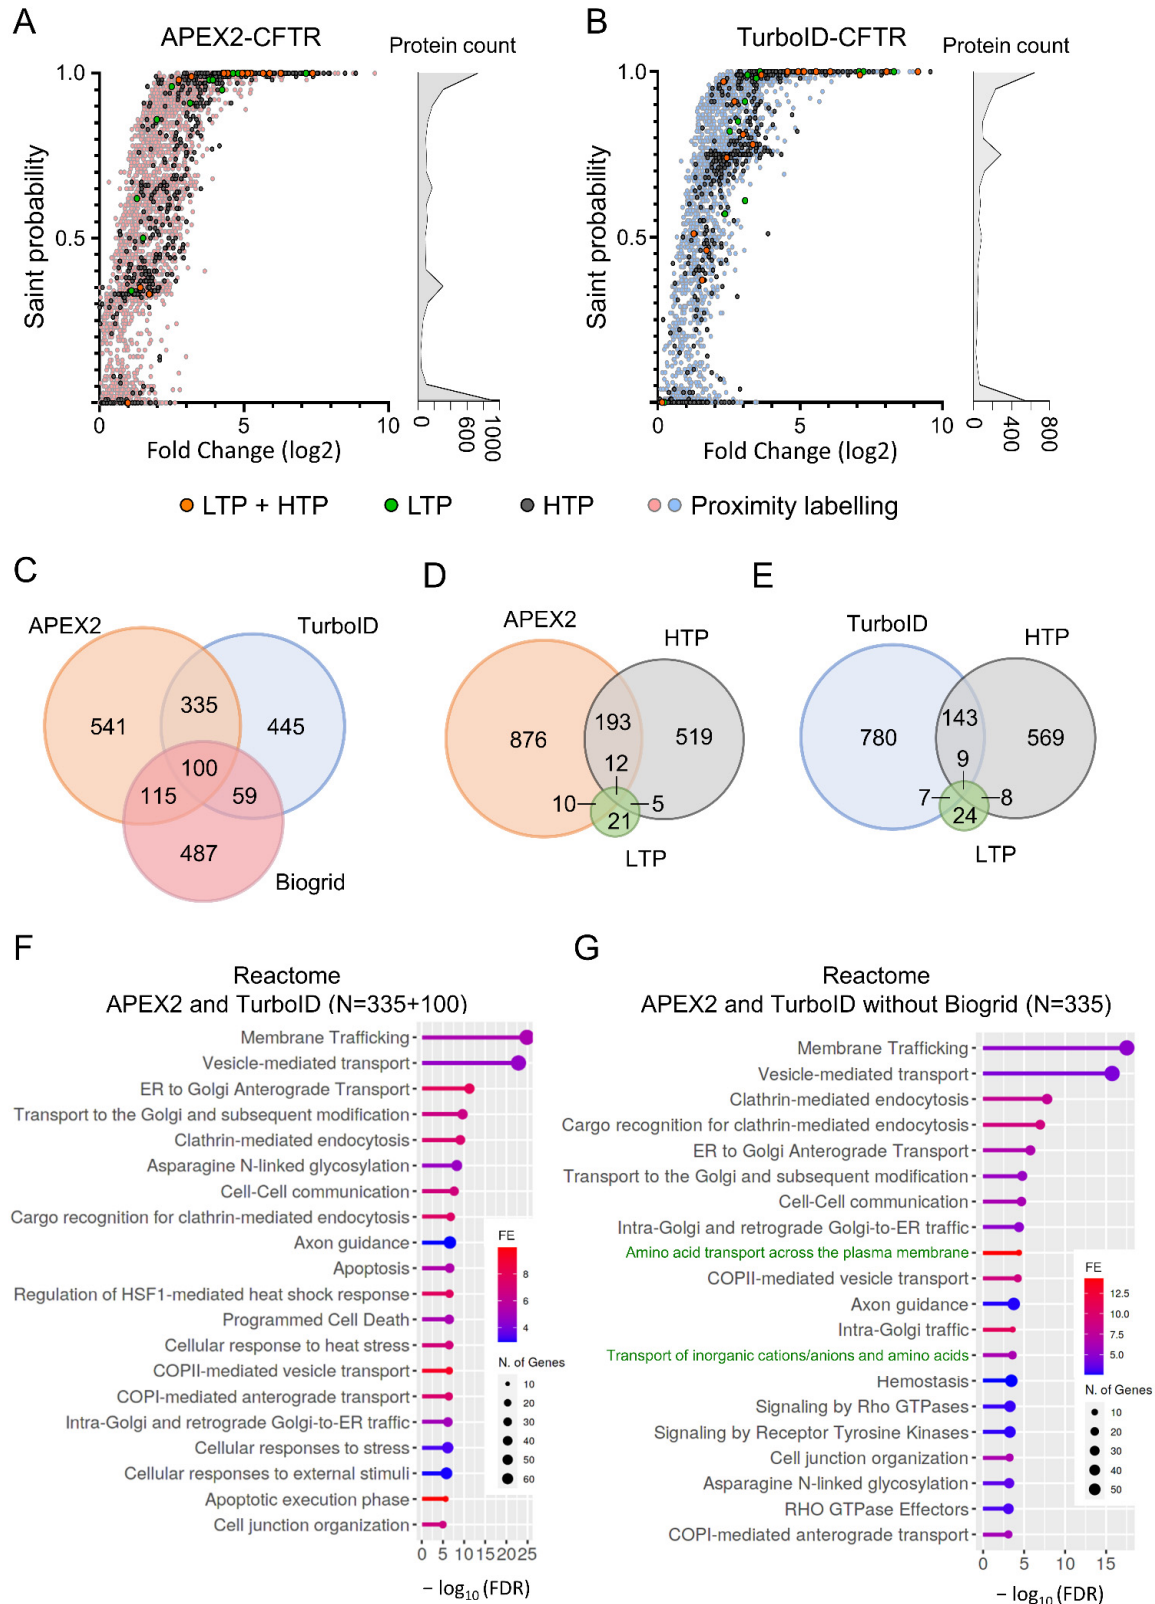 A
APEX2-CFTR
Protein count
B
TurboID-CFTR
Protein count
Saint probability
1.0
0.5
0
5
10
Fold Change (log2)
0
600
1000
Saint probability
1.0
0.5
0
5
10
Fold Change (log2)
0
400
800
LTP + HTP
LTP
HTP
Proximity labelling
C
APEX2
TurboID
541
335
445
100
115
59
487
Biogrid
D
APEX2
HTP
876
193
519
12
10
5
21
LTP
E
TurboID
HTP
780
143
569
9
7
8
24
LTP
F
Reactome
APEX2 and TurboID (N=335+100)
Membrane Trafficking
Vesicle-mediated transport
ER to Golgi Anterograde Transport
Transport to the Golgi and subsequent modification
Clathrin-mediated endocytosis
Asparagine N-linked glycosylation
Cell-Cell communication
Cargo recognition for clathrin-mediated endocytosis
Axon guidance
Apoptosis
Regulation of HSF1-mediated heat shock response
Programmed Cell Death
Cellular response to heat stress
COPII-mediated vesicle transport
COPI-mediated anterograde transport
Intra-Golgi and retrograde Golgi-to-ER traffic
Cellular responses to stress
Cellular responses to external stimuli
Apoptotic execution phase
Cell junction organization
FE
8
6
4
N. of Genes
10
20
30
40
50
60
0 5 10 15 20 25
− log10 (FDR)
G
Reactome
APEX2 and TurboID without Biogrid (N=335)
Membrane Trafficking
Vesicle-mediated transport
Clathrin-mediated endocytosis
Cargo recognition for clathrin-mediated endocytosis
ER to Golgi Anterograde Transport
Transport to the Golgi and subsequent modification
Cell-Cell communication
Intra-Golgi and retrograde Golgi-to-ER traffic
Amino acid transport across the plasma membrane
COPII-mediated vesicle transport
Axon guidance
Intra-Golgi traffic
Transport of inorganic cations/anions and amino acids
Hemostasis
Signaling by Rho GTPases
Signaling by Receptor Tyrosine Kinases
Cell junction organization
Asparagine N-linked glycosylation
RHO GTPase Effectors
COPI-mediated anterograde transport
FE
12.5
10.0
7.5
5.0
N. of Genes
10
20
30
40
50
0 5 10 15
− log10 (FDR)